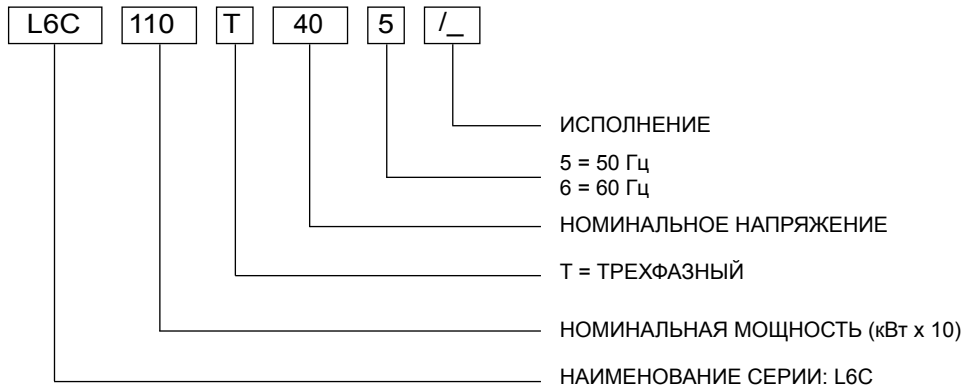 L6C 110 T 40 5 /_
ИСПОЛНЕНИЕ
5 = 50 Гц
6 = 60 Гц
НОМИНАЛЬНОЕ НАПРЯЖЕНИЕ
Т = ТРЕХФАЗНЫЙ
НОМИНАЛЬНАЯ МОЩНОСТЬ (кВт x 10)
НАИМЕНОВАНИЕ СЕРИИ: L6C